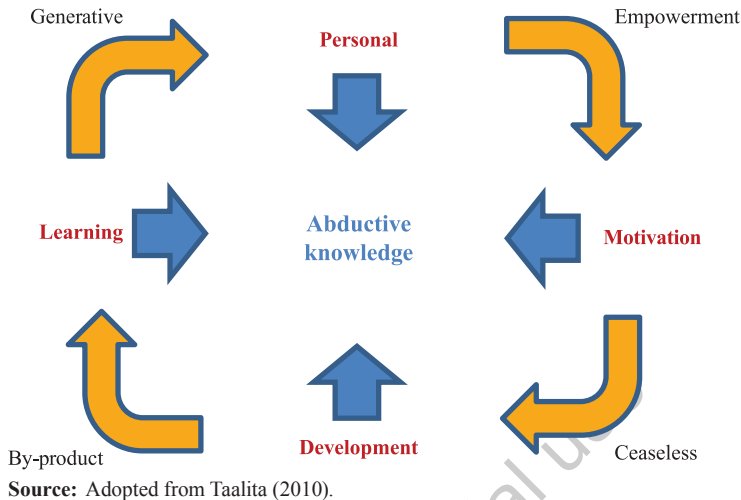 Generative
Empowerment
Personal
Learning
Abductive
knowledge
Motivation
Development
By-product
Ceaseless
Source: Adopted from Taalita (2010).